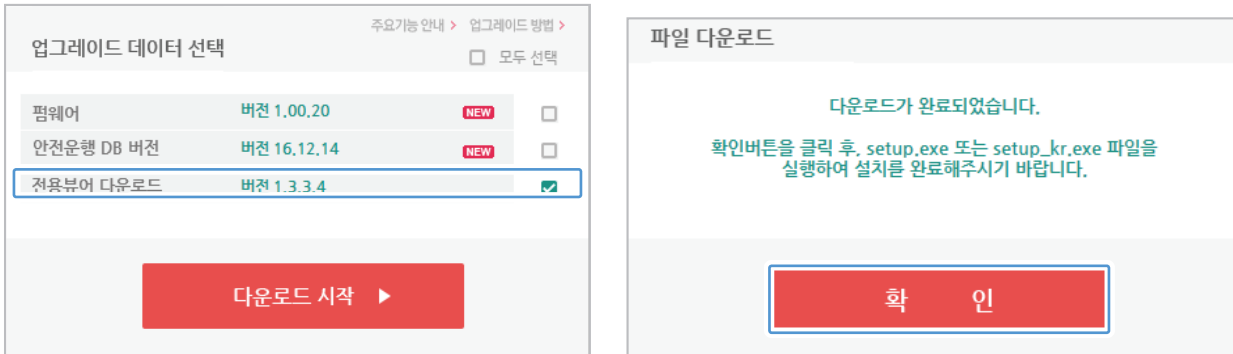 주요기능 안내 > 업그레이드 방법 >
업그레이드 데이터 선택
모두 선택
펌웨어 버전 1.00.20 NEW
안전운행 DB 버전 버전 16.12.14 NEW
전용뷰어 다운로드 버전 1.3.3.4
다운로드 시작 ▶
파일 다운로드
다운로드가 완료되었습니다.
확인버튼을 클릭 후, setup.exe 또는 setup_kr.exe 파일을
실행하여 설치를 완료해주시기 바랍니다.
확 인